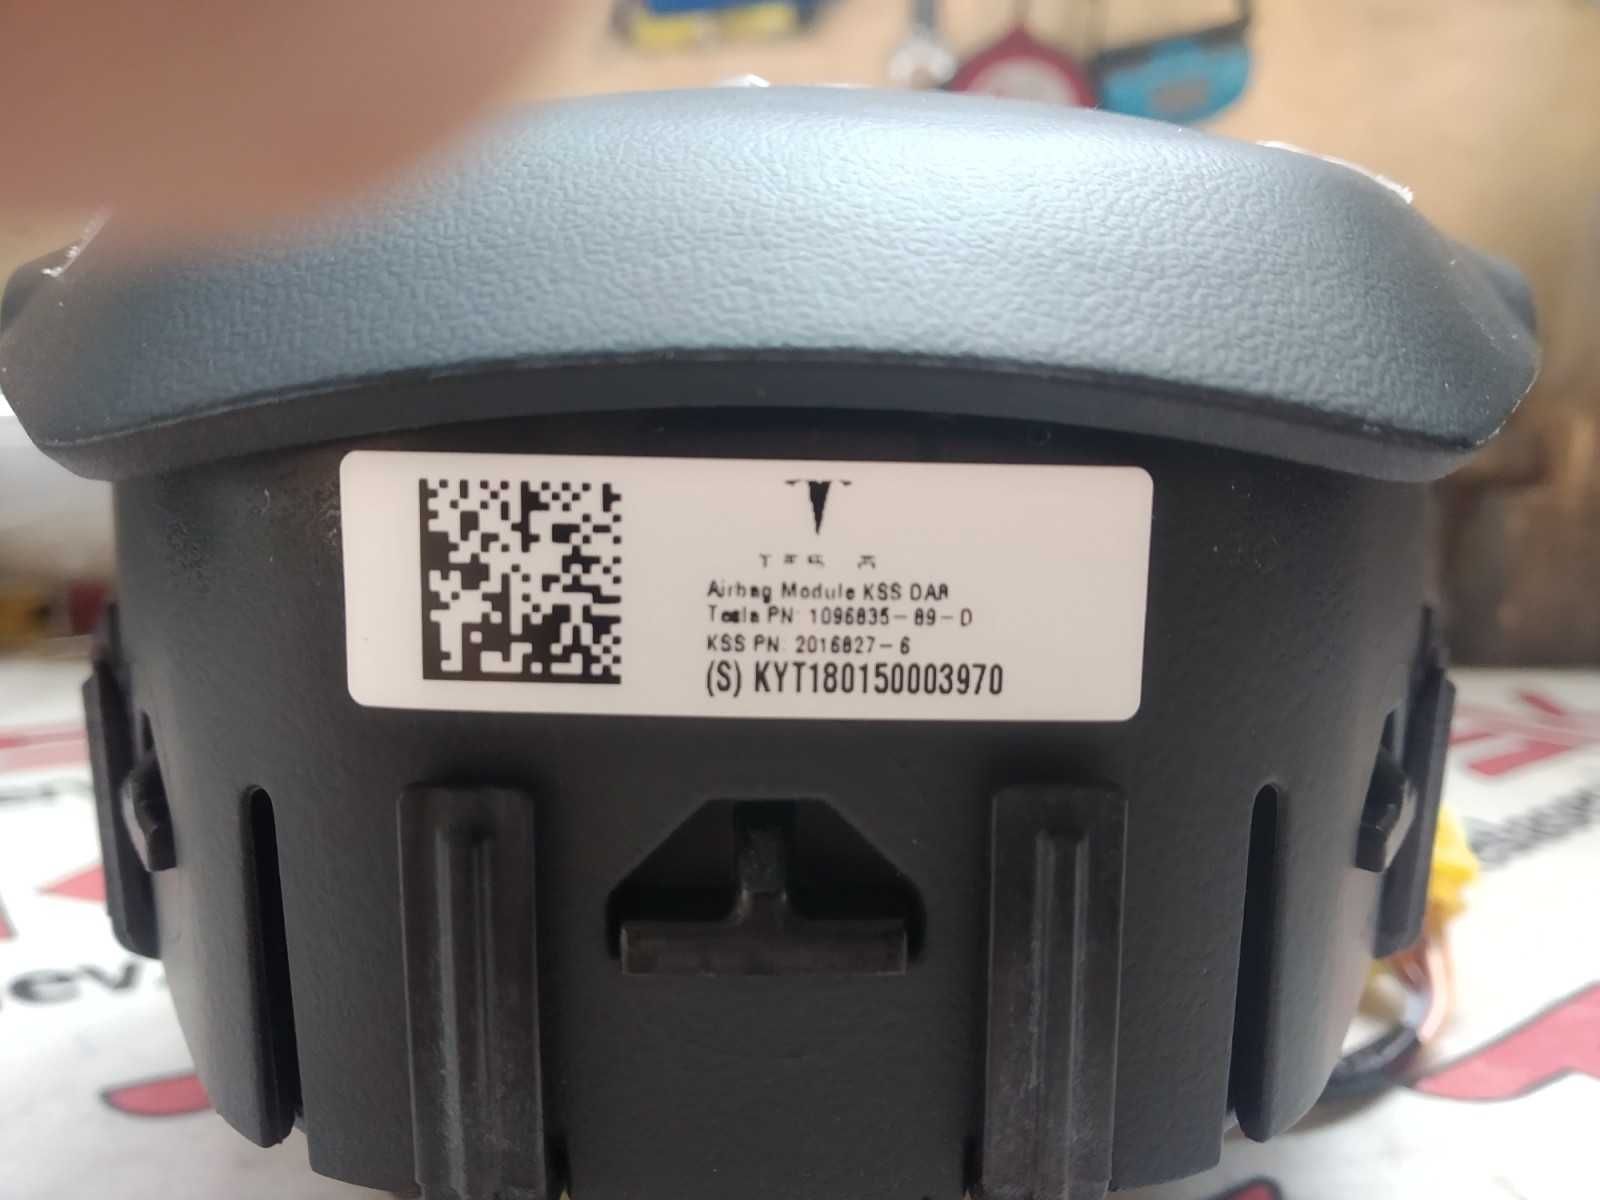 TESLA
Airbag Module KSS DAB
Tesla PN: 1096835-89-D
KSS PN: 2016827-6
(S) KYT180150003970